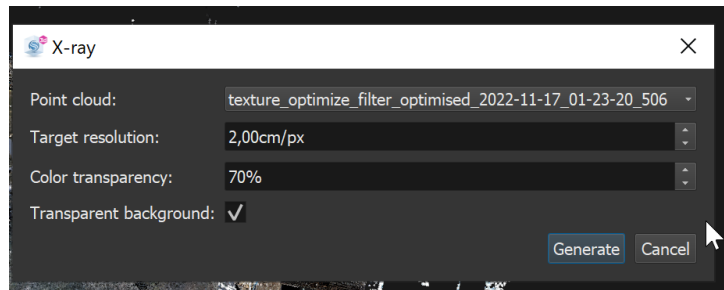 X-ray
Point cloud: texture_optimize_filter_optimised_2022-11-17_01-23-20_506
Target resolution: 2,00cm/px
Color transparency: 70%
Transparent background:
Generate Cancel